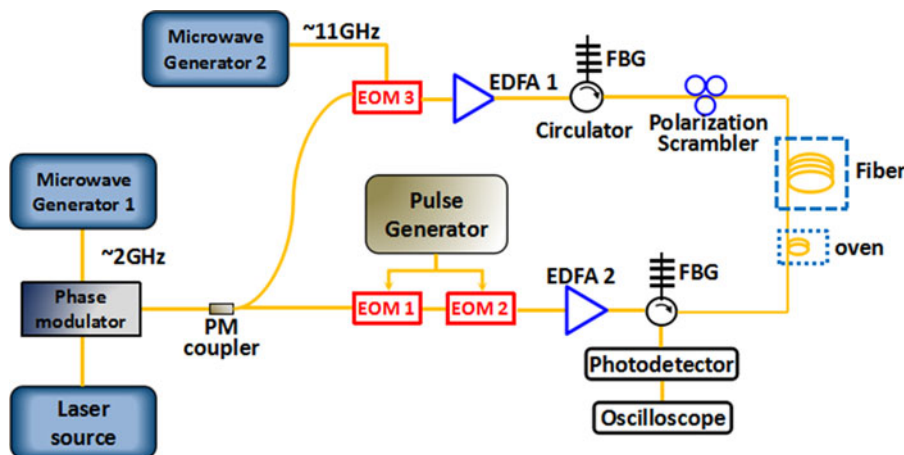 Microwave
Generator 2
~11GHz
EOM 3
EDFA 1
FBG
Circulator
Polarization
Scrambler
Fiber
oven
Microwave
Generator 1
~2GHz
Phase
modulator
PM
coupler
Laser
source
Pulse
Generator
EOM 1
EOM 2
EDFA 2
FBG
Photodetector
Oscilloscope